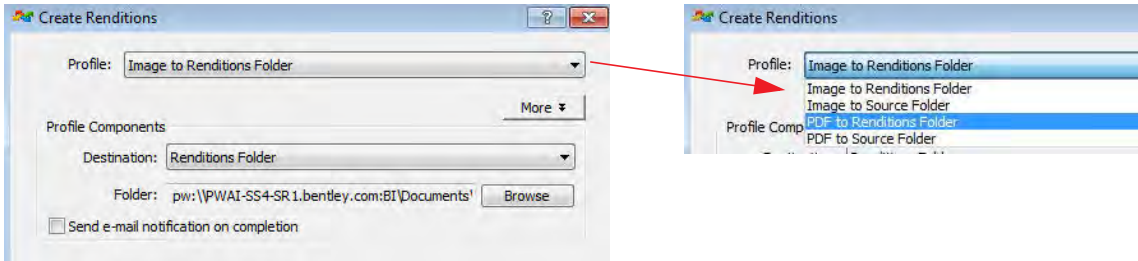 Create Renditions
Profile: Image to Renditions Folder
More
Profile Components
Destination: Renditions Folder
Folder: pw:\\PWAI-SS4-SR1.bentley.com:BI\Documents\ Browse
Send e-mail notification on completion
Create Renditions
Profile: Image to Renditions Folder
Image to Renditions Folder
Image to Source Folder
Profile Comp PDF to Renditions Folder
PDF to Source Folder